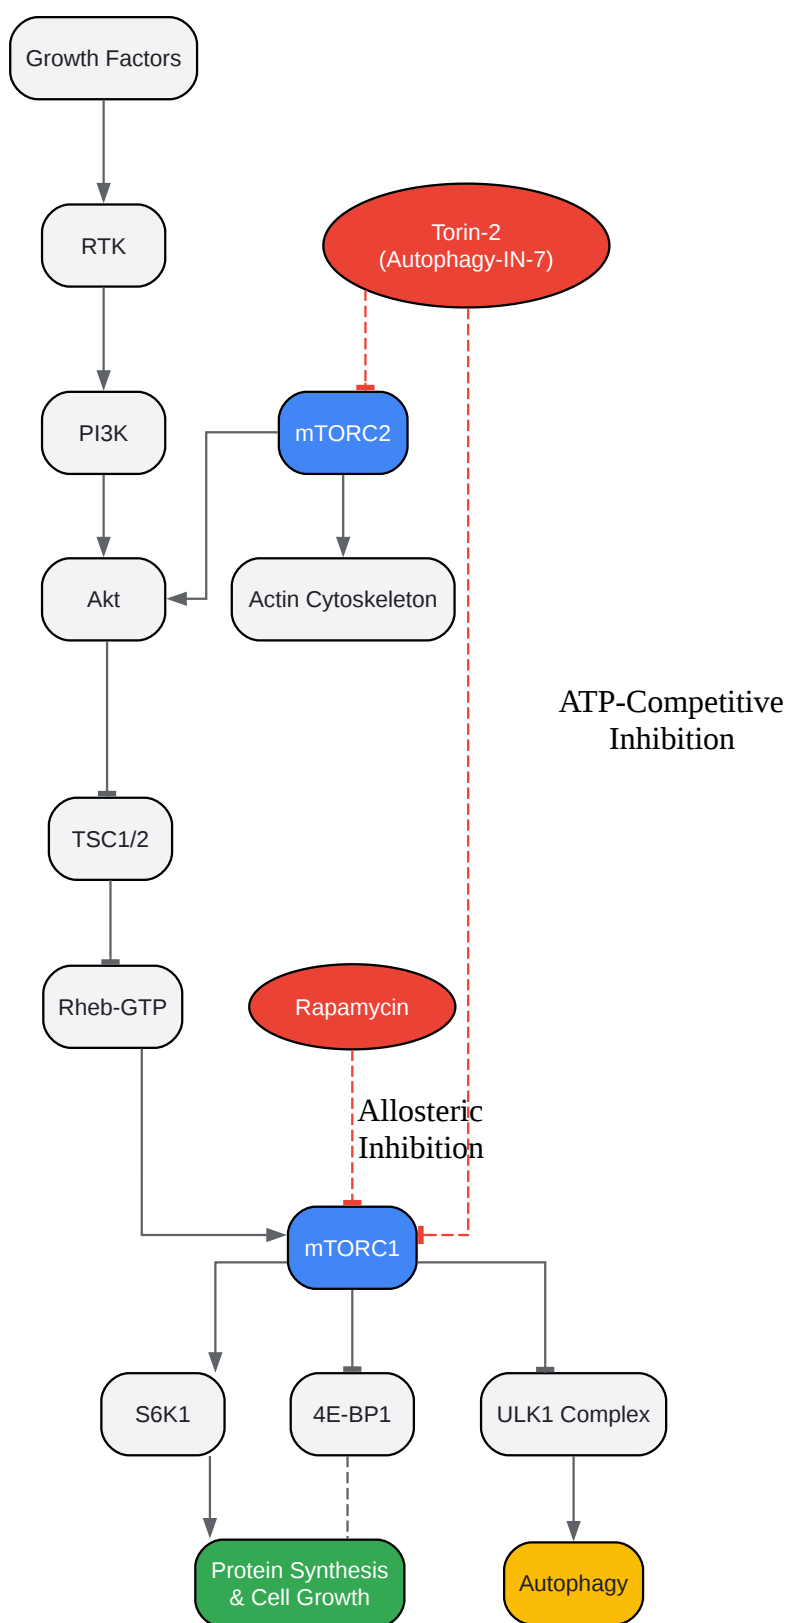 Growth Factors
RTK
Torin-2
(Autophagy-IN-7)
PI3K
mTORC2
Akt
Actin Cytoskeleton
ATP-Competitive
Inhibition
TSC1/2
Rheb-GTP
Rapamycin
Allosteric
Inhibition
mTORC1
S6K1
4E-BP1
ULK1 Complex
Protein Synthesis
& Cell Growth
Autophagy